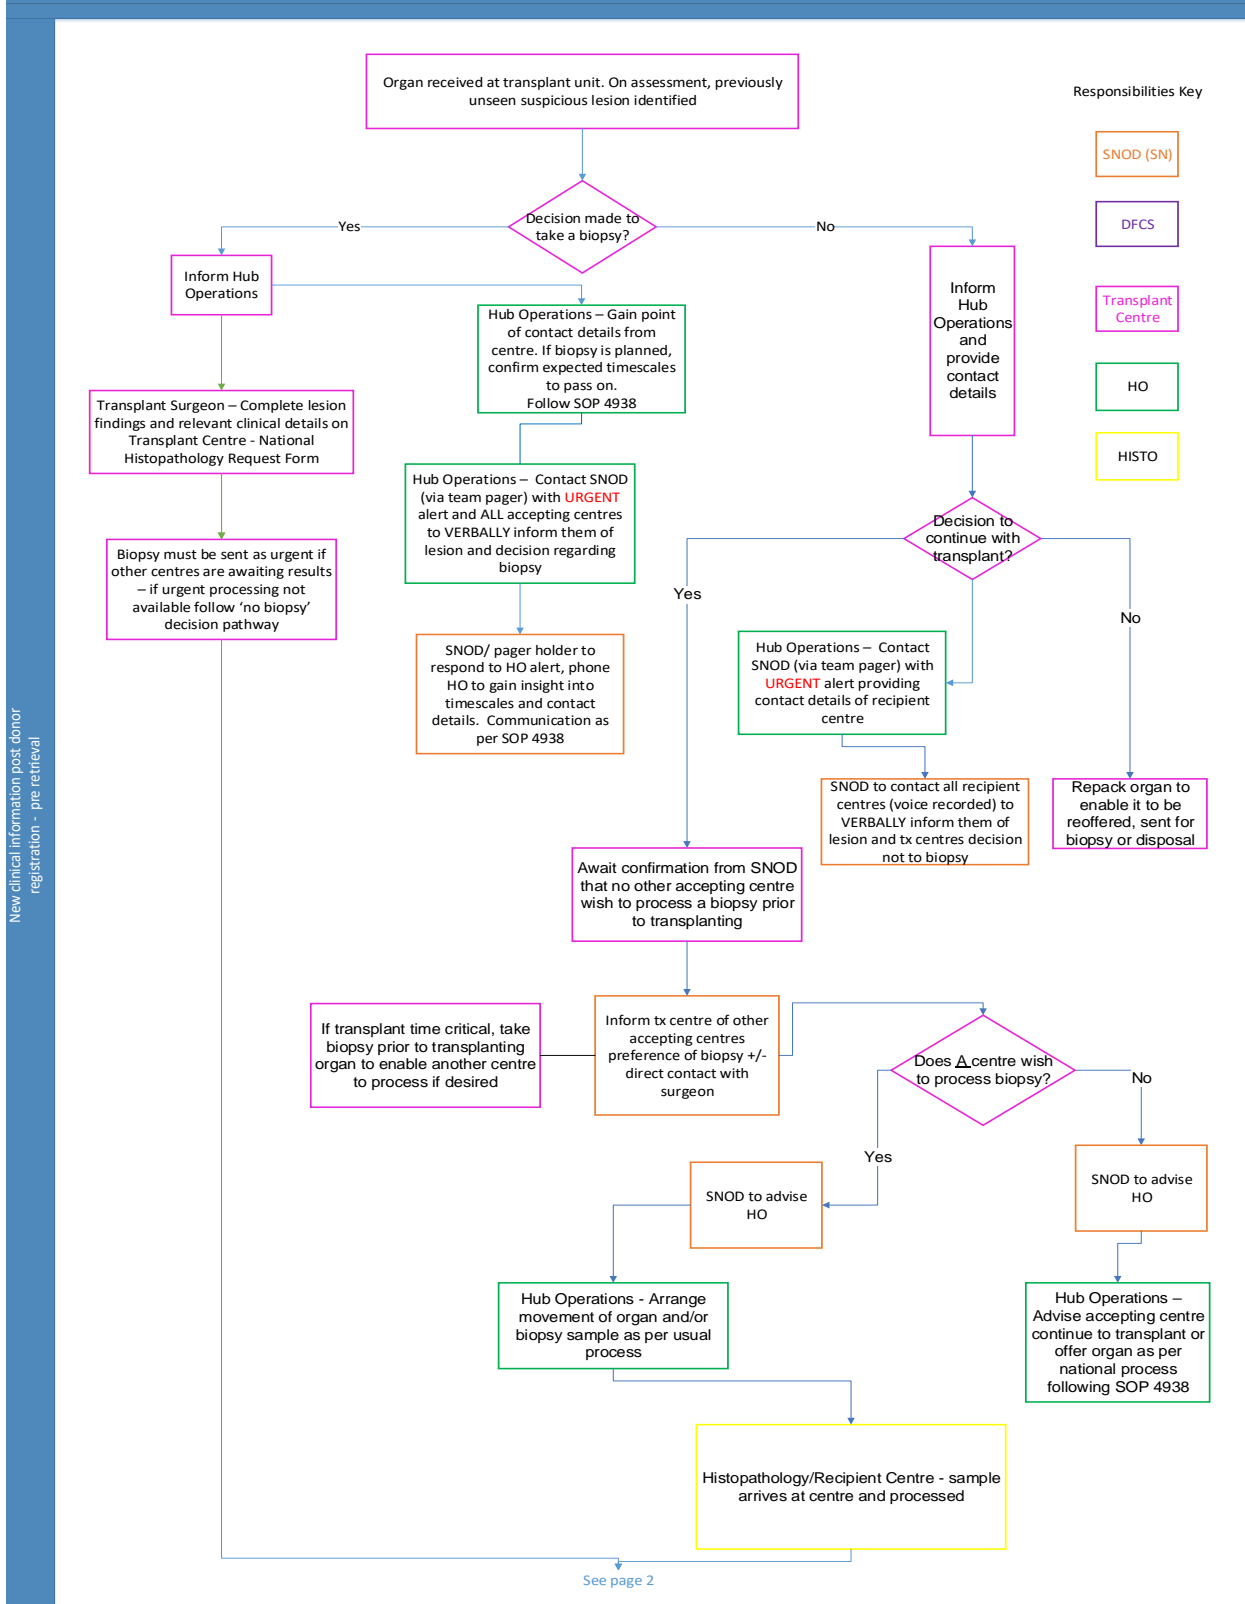 Organ received at transplant unit. On assessment, previously
unseen suspicious lesion identified
Responsibilities Key
SNOD (SN)
DFCS
Transplant
Centre
HO
HISTO
Decision made to
take a biopsy?
Yes
No
Inform Hub
Operations
Hub Operations – Gain point
of contact details from
centre. If biopsy is planned,
confirm expected timescales
to pass on.
Follow SOP 4938
Inform
Hub
Operations
and
provide
contact
details
Transplant Surgeon – Complete lesion
findings and relevant clinical details on
Transplant Centre - National
Histopathology Request Form
Hub Operations – Contact SNOD
(via team pager) with URGENT
alert and ALL accepting centres
to VERBALLY inform them of
lesion and decision regarding
biopsy
Decision to
continue with
transplant?
Biopsy must be sent as urgent if
other centres are awaiting results
– if urgent processing not
available follow ‘no biopsy’
decision pathway
Yes
No
SNOD/ pager holder to
respond to HO alert, phone
HO to gain insight into
timescales and contact
details. Communication as
per SOP 4938
Hub Operations – Contact
SNOD (via team pager) with
URGENT alert providing
contact details of recipient
centre
SNOD to contact all recipient
centres (voice recorded) to
VERBALLY inform them of
lesion and tx centres decision
not to biopsy
Repack organ to
enable it to be
reoffered, sent for
biopsy or disposal
New clinical information post donor
registration - pre retrieval
Await confirmation from SNOD
that no other accepting centre
wish to process a biopsy prior
to transplanting
If transplant time critical, take
biopsy prior to transplanting
organ to enable another centre
to process if desired
Inform tx centre of other
accepting centres
preference of biopsy +/-
direct contact with
surgeon
Does A centre wish
to process biopsy?
No
Yes
SNOD to advise
HO
SNOD to advise
HO
Hub Operations - Arrange
movement of organ and/or
biopsy sample as per usual
process
Hub Operations –
Advise accepting centre
continue to transplant or
offer organ as per
national process
following SOP 4938
Histopathology/Recipient Centre - sample
arrives at centre and processed
See page 2